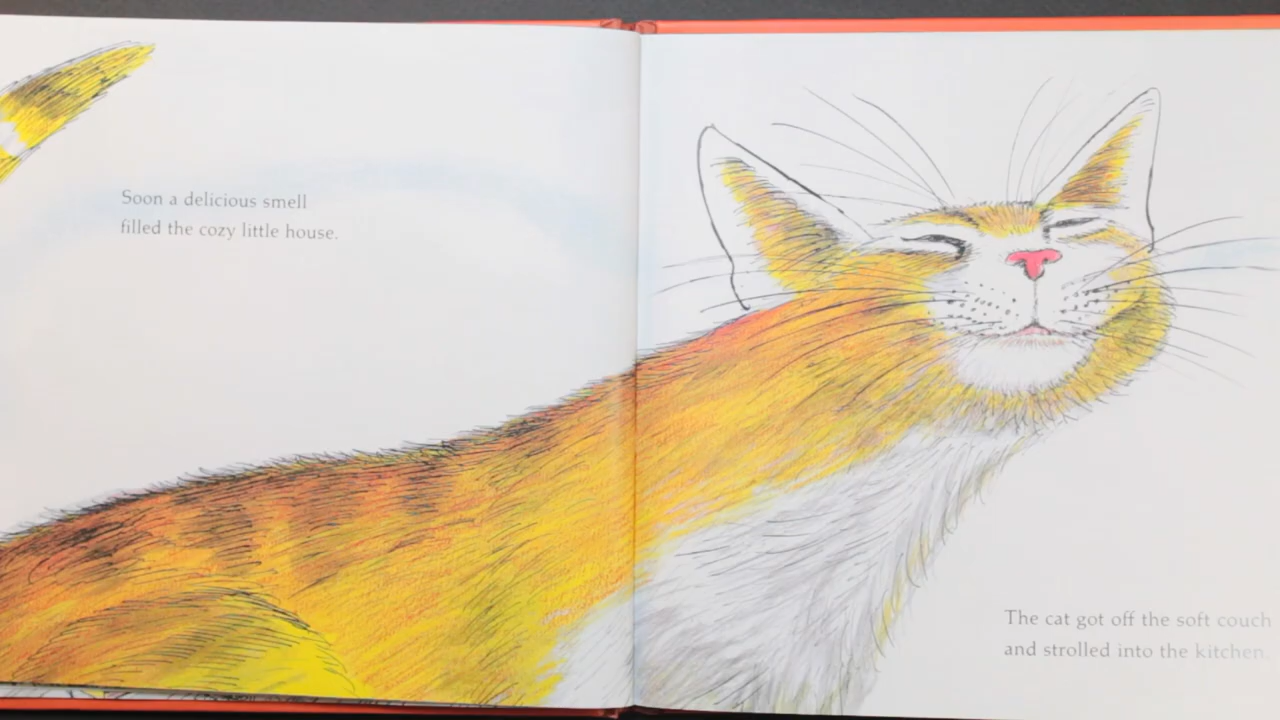 Soon a delicious smell
filled the cozy little house.
The cat got off the soft couch
and strolled into the kitchen.